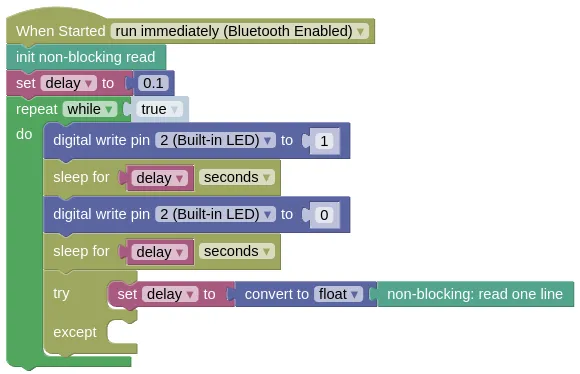 When Started run immediately (Bluetooth Enabled) ▾
init non-blocking read
set delay ▾ to 0.1
repeat while ▾ true ▾
do
digital write pin 2 (Built-in LED) ▾ to 1
sleep for delay ▾ seconds ▾
digital write pin 2 (Built-in LED) ▾ to 0
sleep for delay ▾ seconds ▾
try set delay ▾ to convert to float ▾ non-blocking: read one line
except